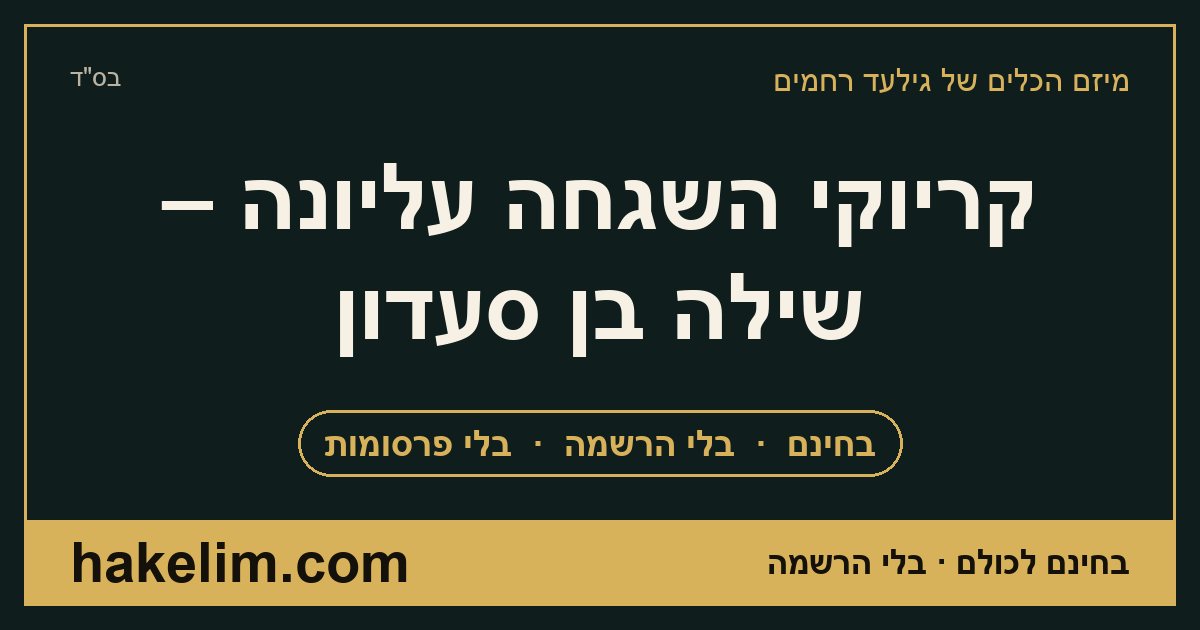 בס"ד
מיזם הכלים של גילעד רחמים
קריוקי השגחה עליונה –
שילה בן סעדון
בחינם · בלי הרשמה · בלי פרסומות
בחינם לכולם · בלי הרשמה
hakelim.com